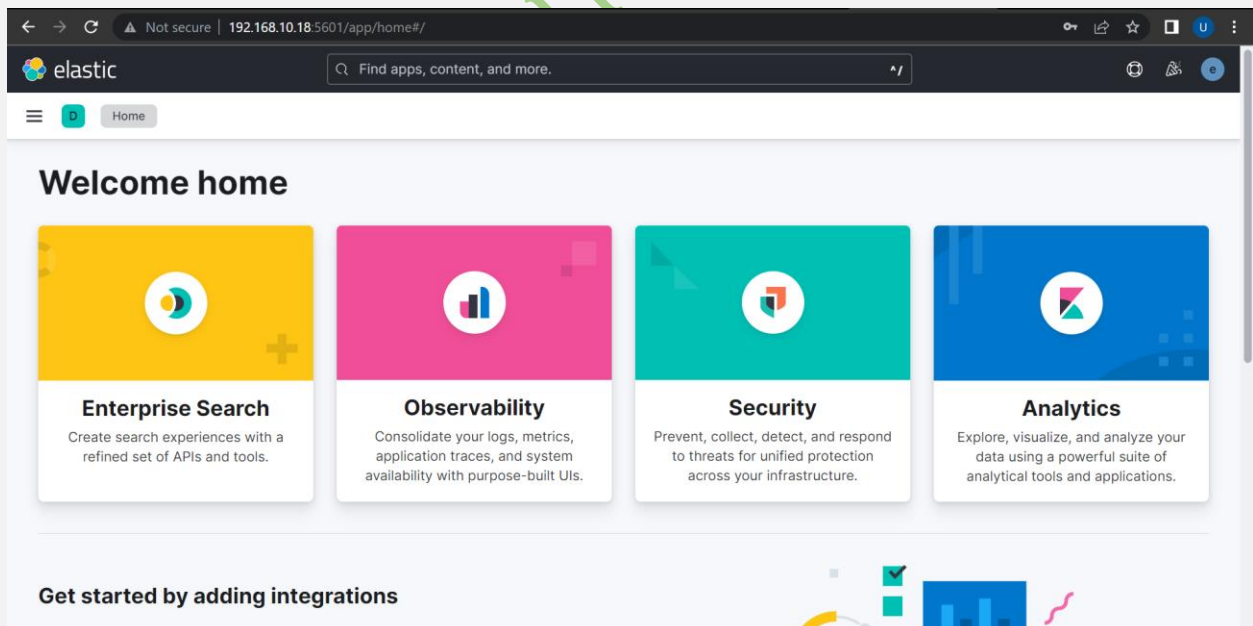 Not secure | 192.168.10.18:5601/app/home#/
U
elastic
Find apps, content, and more.
^/
e
D
Home
Welcome home
Enterprise Search
Create search experiences with a
refined set of APIs and tools.
Observability
Consolidate your logs, metrics,
application traces, and system
availability with purpose-built UIs.
Security
Prevent, collect, detect, and respond
to threats for unified protection
across your infrastructure.
Analytics
Explore, visualize, and analyze your
data using a powerful suite of
analytical tools and applications.
Get started by adding integrations